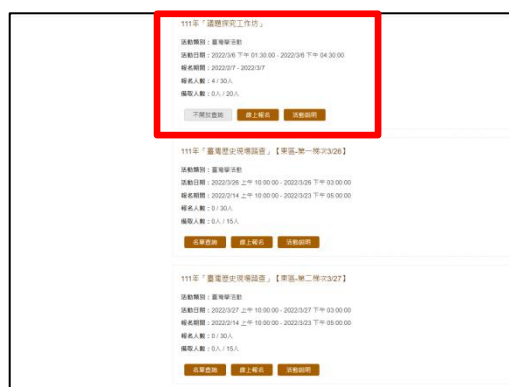 111年「議題探究工作坊」
活動類別：臺灣學活動
活動日期：2022/3/6 下午 01:30:00 - 2022/3/6 下午 04:30:00
報名期間：2022/2/7 - 2022/3/7
報名人數：4 / 30人
備取人數：0人 / 20人
不開放查詢 線上報名 活動說明
111年「臺灣歷史現場踏查」【東區-第一梯次3/26】
活動類別：臺灣學活動
活動日期：2022/3/26 上午 10:00:00 - 2022/3/26 下午 03:00:00
報名期間：2022/2/14 上午 10:00:00 - 2022/3/23 下午 05:00:00
報名人數：0 / 30人
備取人數：0人 / 15人
名單查詢 線上報名 活動說明
111年「臺灣歷史現場踏查」【東區-第二梯次3/27】
活動類別：臺灣學活動
活動日期：2022/3/27 上午 10:00:00 - 2022/3/27 下午 03:00:00
報名期間：2022/2/14 上午 10:00:00 - 2022/3/23 下午 05:00:00
報名人數：0 / 30人
備取人數：0人 / 15人
名單查詢 線上報名 活動說明